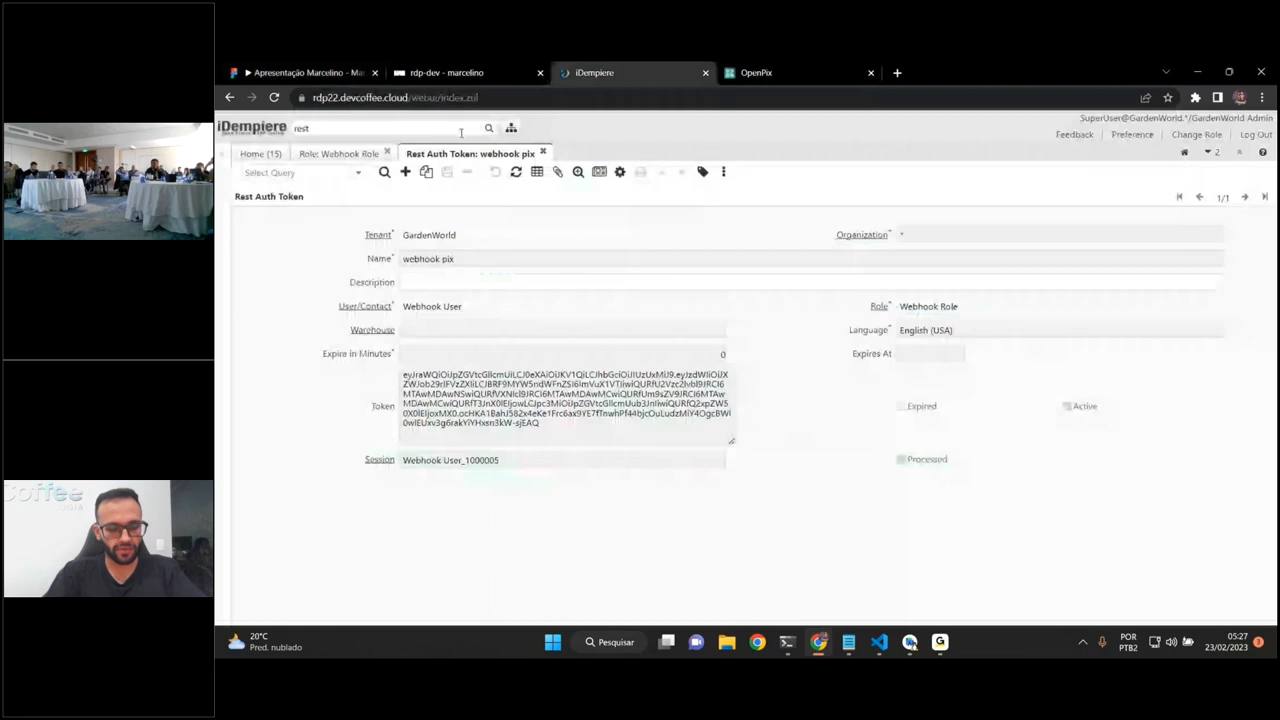 Apresentação Marcelino - Ma
rdp-dev - marcelino
iDempiere
OpenPix
rdp22.devcoffee.cloud/webui/index.zul
iDempiere
rest
SuperUser@GardenWorld.*/GardenWorld Admin
Feedback
Preference
Change Role
Log Out
Home (15)
Role: Webhook Role
Rest Auth Token: webhook pix
2
Select Query
Rest Auth Token
1/1
Tenant*
GardenWorld
Organization*
*
Name*
webhook pix
Description
User/Contact*
Webhook User
Role*
Webhook Role
Warehouse
Language*
English (USA)
Expire in Minutes*
0
Expires At
Token
Expired
Active
Session
Webhook User_1000005
Processed
Coffee
20°C
Pred. nublado
Pesquisar
POR
PTB2
05:27
23/02/2023